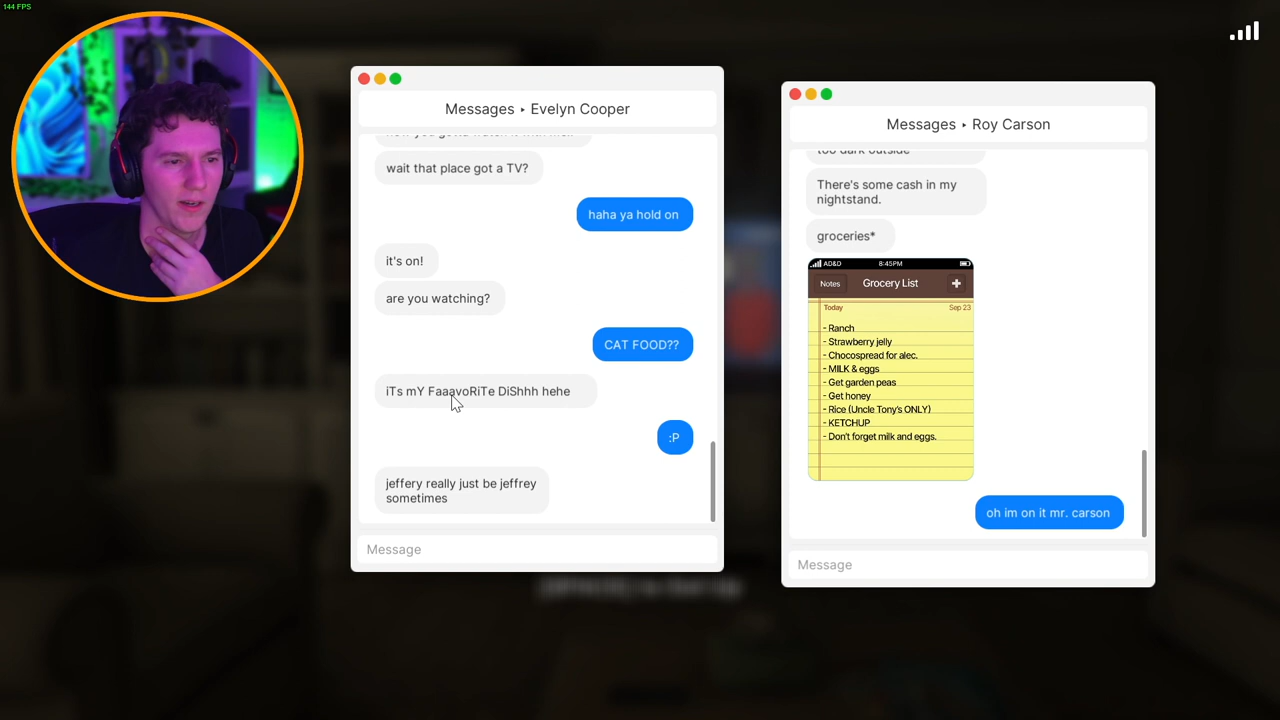 144 FPS
Messages ‣ Evelyn Cooper
wait that place got a TV?
haha ya hold on
it's on!
are you watching?
CAT FOOD??
iTs mY FaaavoRiTe DiShhh hehe
:P
jeffery really just be jeffrey
sometimes
Message
Messages ‣ Roy Carson
too dark outside
There's some cash in my
nightstand.
groceries*
AD&D 8:45PM
Notes Grocery List +
Today Sep 23
- Ranch
- Strawberry jelly
- Chocospread for alec.
- MILK & eggs
- Get garden peas
- Get honey
- Rice (Uncle Tony's ONLY)
- KETCHUP
- Don't forget milk and eggs.
oh im on it mr. carson
Message